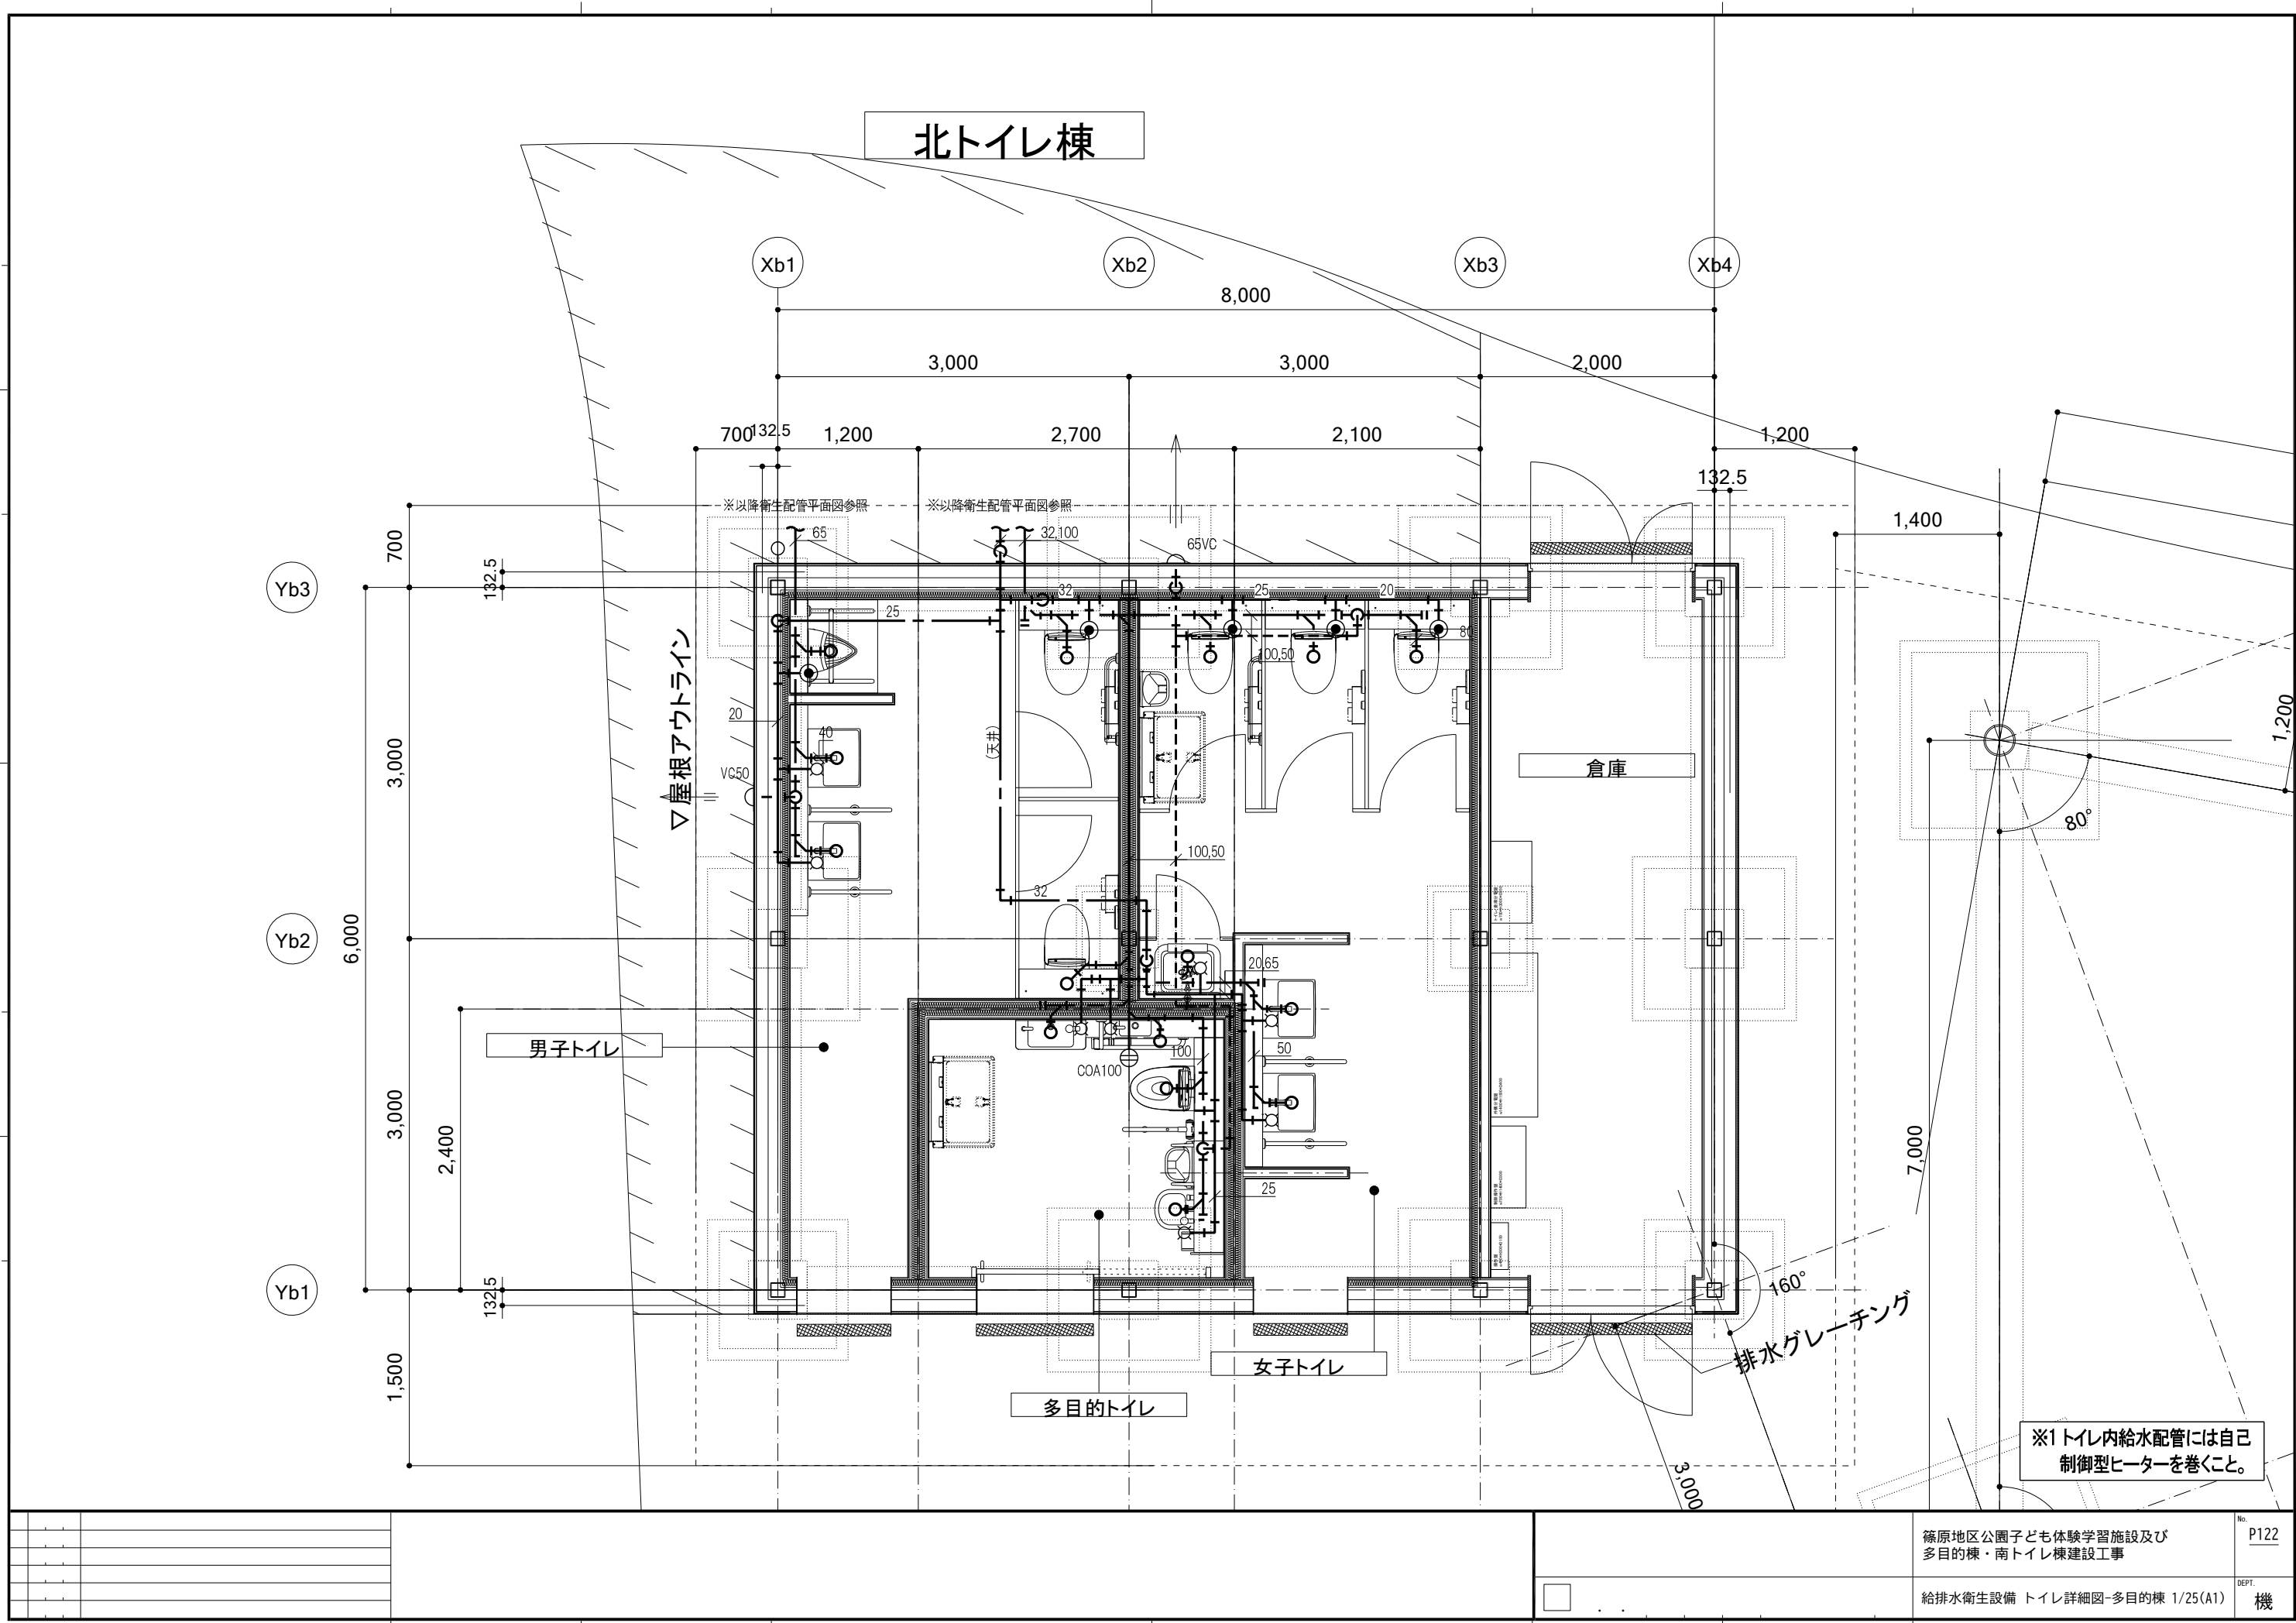 北トイレ棟
Xb1
Xb2
Xb3
Xb4
8,000
3,000
3,000
2,000
700
132.5
1,200
2,700
2,100
1,200
132.5
※以降衛生配管平面図参照
※以降衛生配管平面図参照
1,400
65
32,100
65VC
700
132.5
Yb3
32
25
20
25
80
100,50
▽屋根アウトライン
20
40
(天井)
VC50
倉庫
1,200
80°
3,000
100,50
32
6,000
Yb2
20,65
男子トイレ
100
50
COA100
3,000
2,400
7,000
25
Yb1
132.5
160°
排水グレーチング
女子トイレ
多目的トイレ
1,500
3,000
※1 トイレ内給水配管には自己
制御型ヒーターを巻くこと。
篠原地区公園子ども体験学習施設及び
多目的棟・南トイレ棟建設工事
No.
P122
給排水衛生設備 トイレ詳細図-多目的棟 1/25(A1)
DEPT.
機